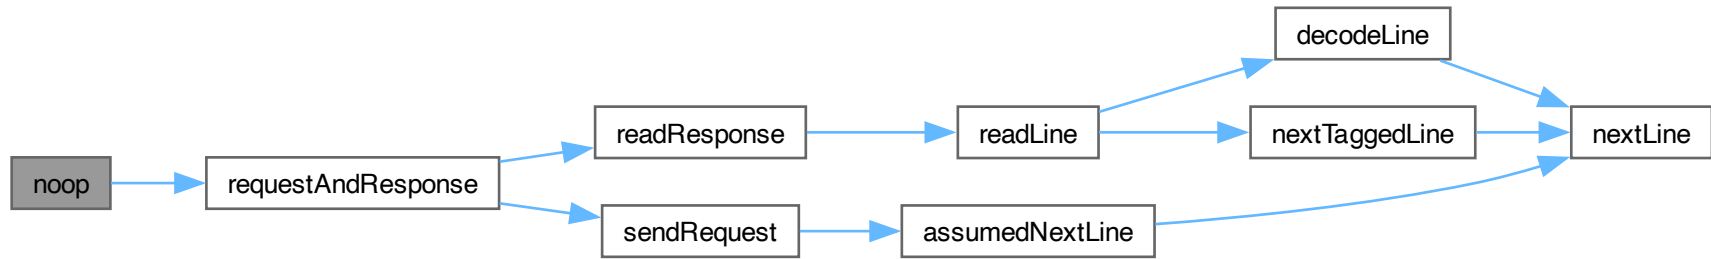 noop
requestAndResponse
readResponse
sendRequest
readLine
assumedNextLine
decodeLine
nextTaggedLine
nextLine